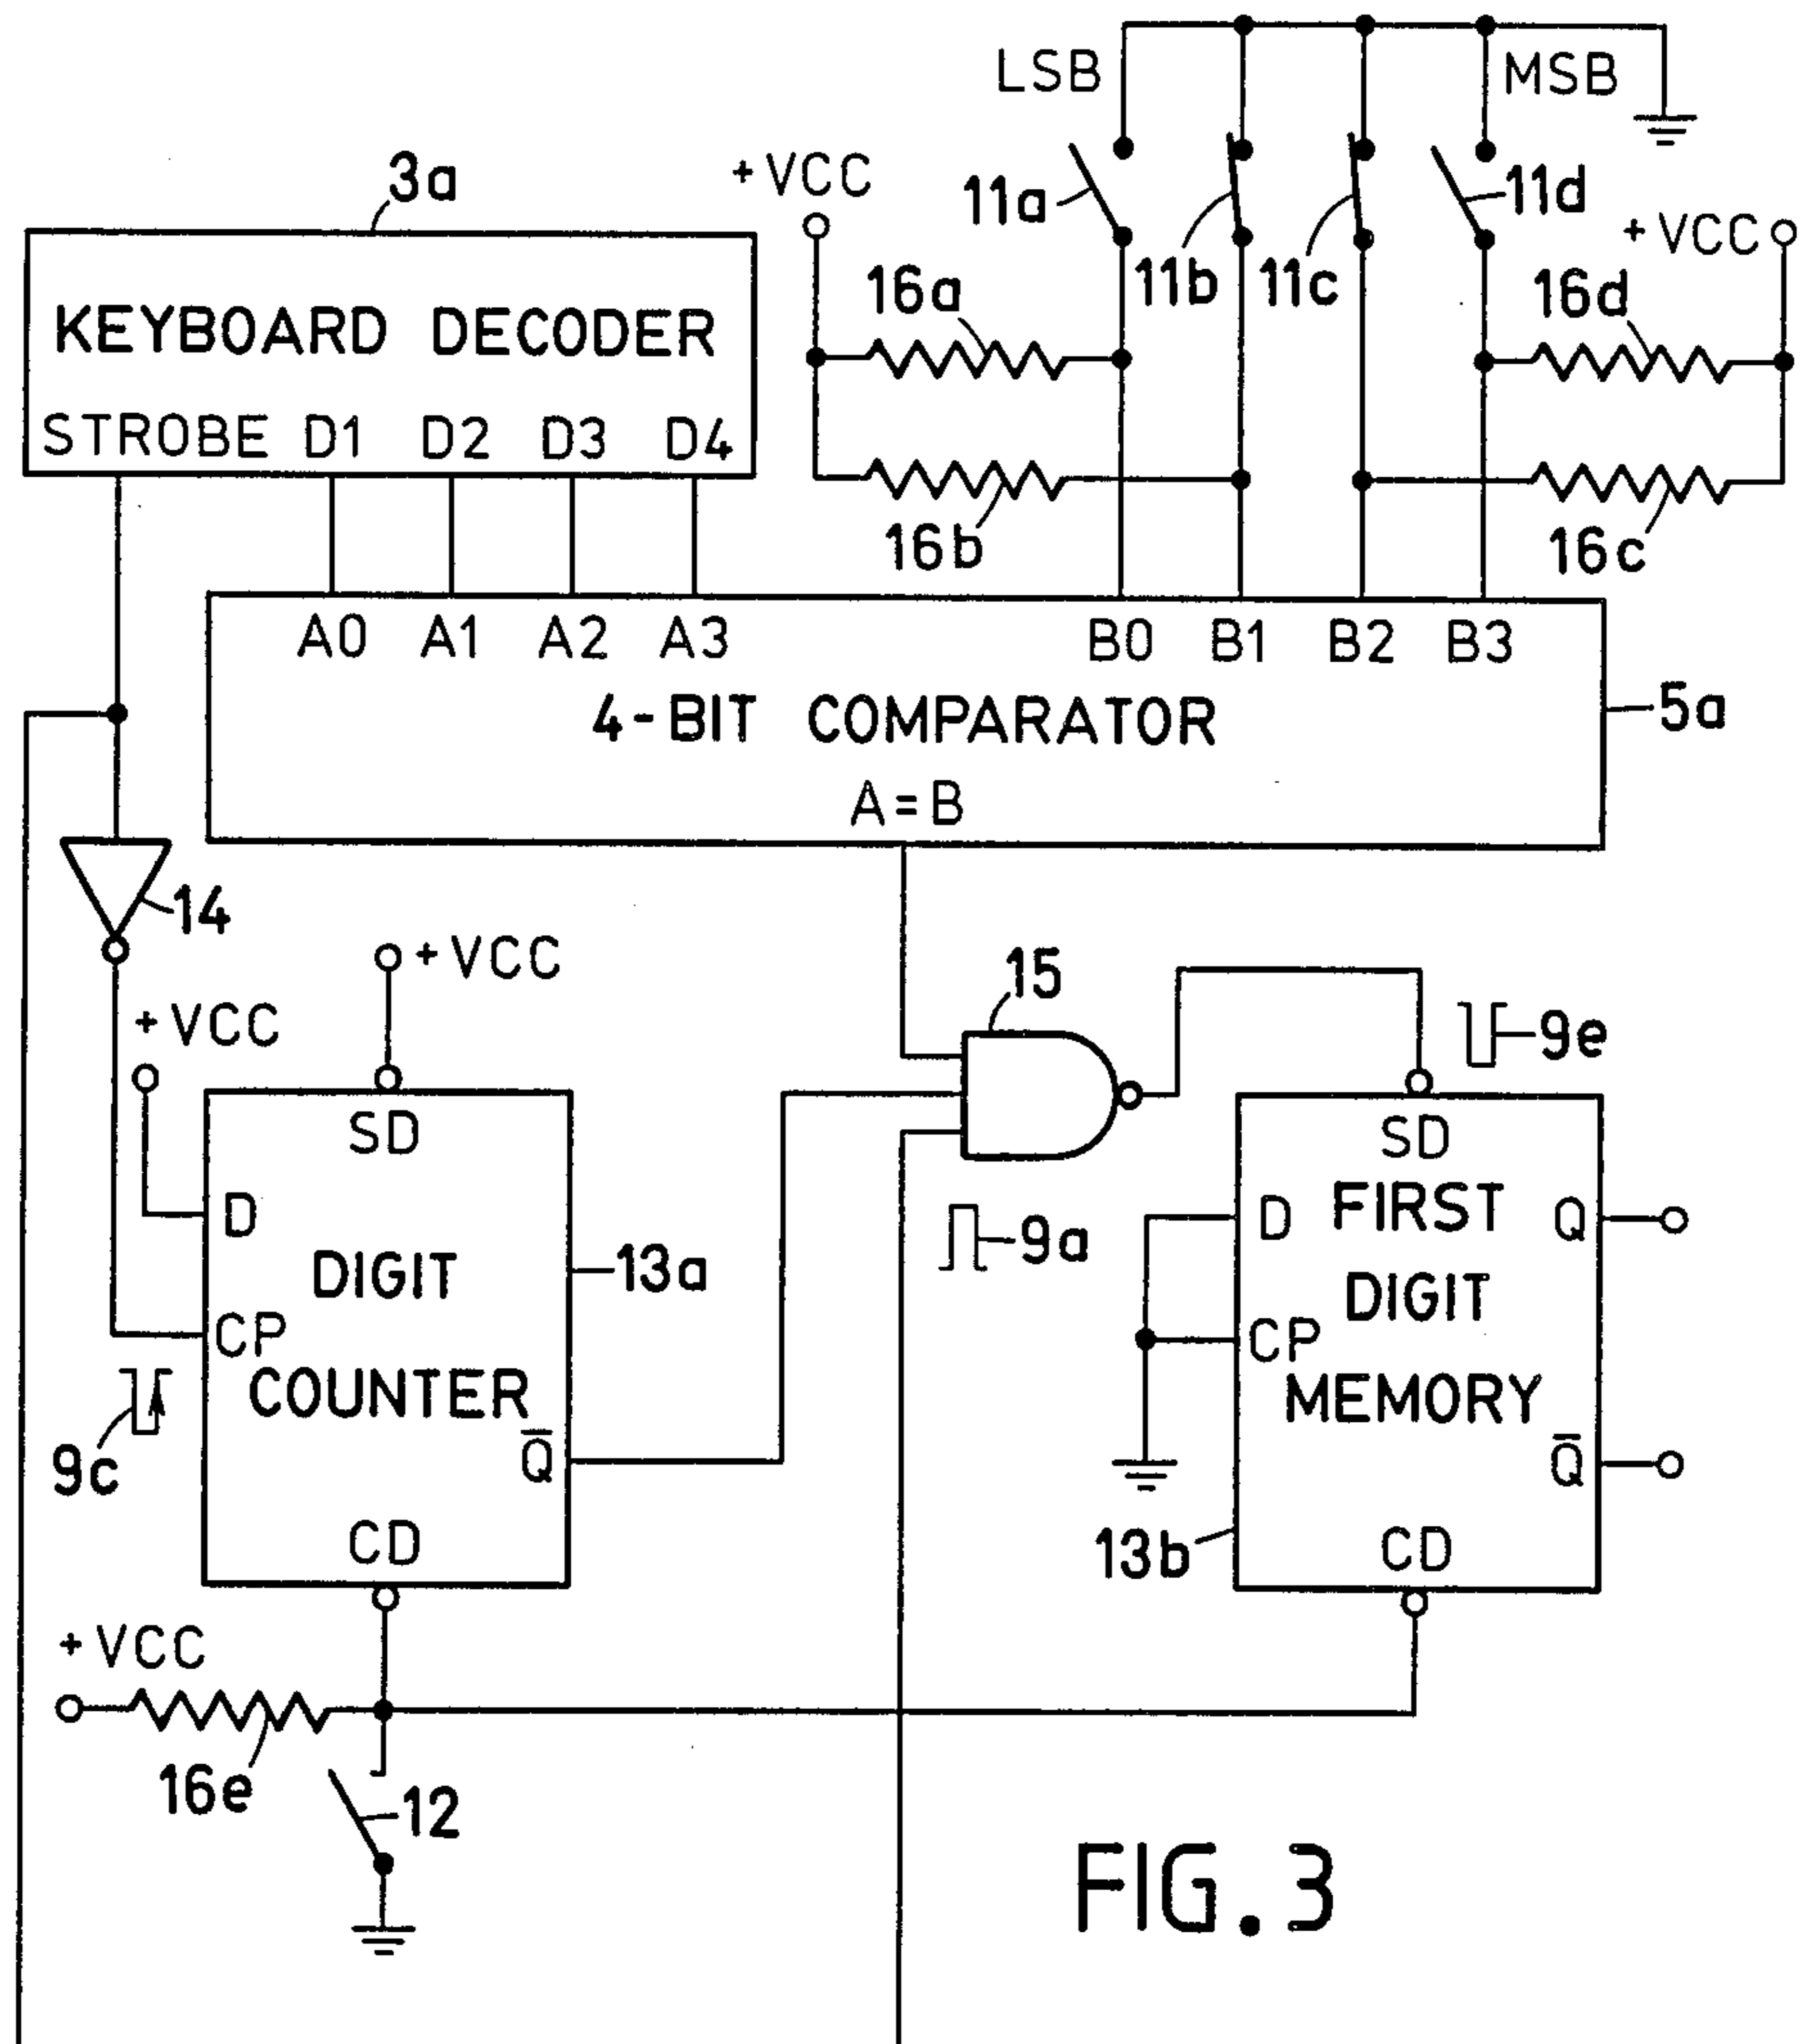 LSB
MSB
3a
+VCC
11a
11b
11c
11d
+VCC
16a
16d
KEYBOARD DECODER
STROBE D1 D2 D3 D4
16b
16c
A0 A1 A2 A3 B0 B1 B2 B3
4-BIT COMPARATOR
5a
A=B
14
+VCC
15
+VCC
9e
SD
SD
D
DIGIT
13a
9a
D
FIRST
Q
DIGIT
CP
COUNTER
CP
MEMORY
9c
Q̅
Q̅
CD
13b
CD
+VCC
16e
12
FIG.3